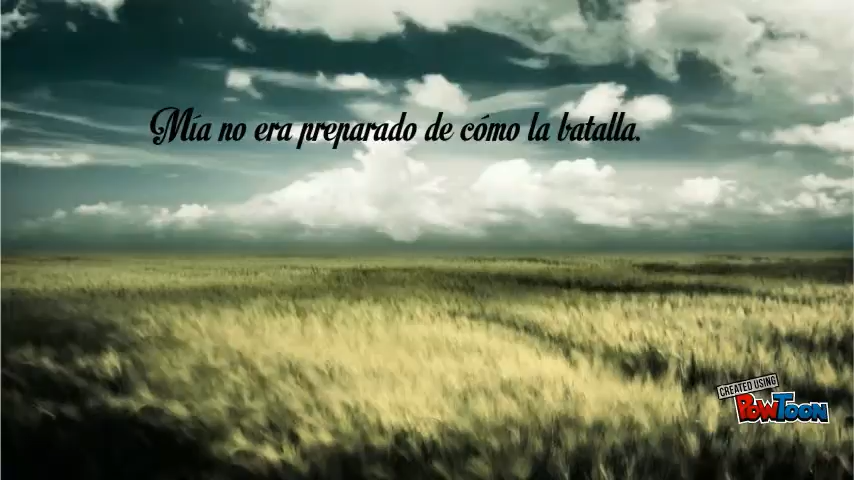 Mía no era preparado de cómo la batalla.
CREATED USING
POWTOON